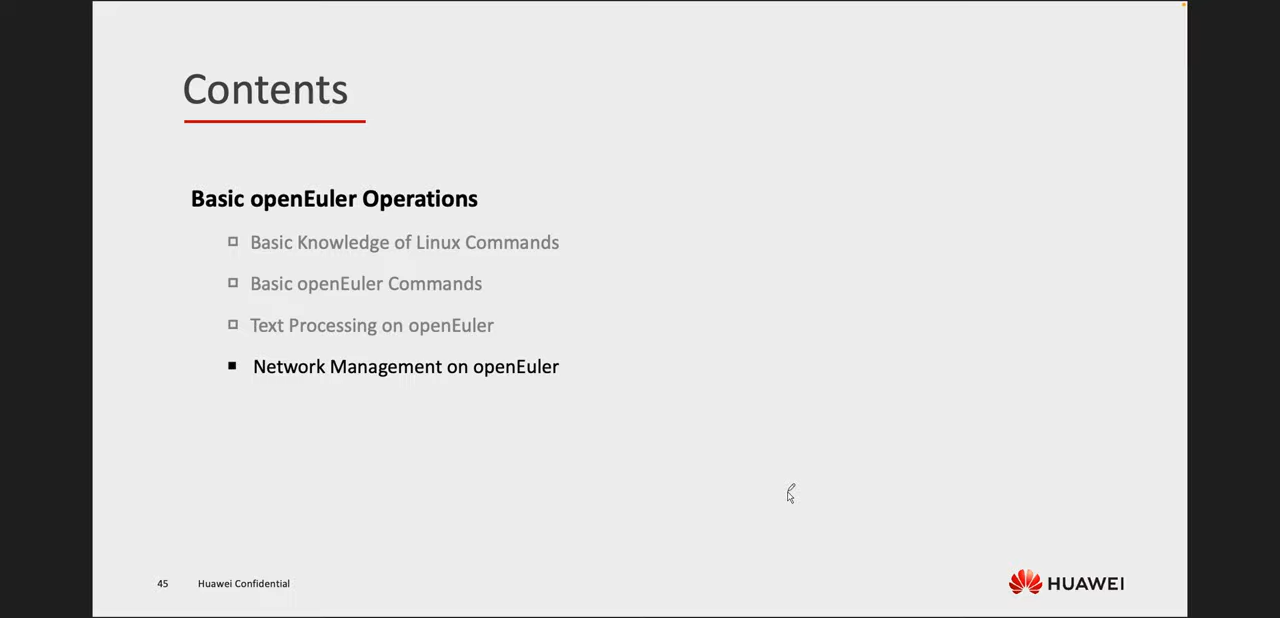 Contents
Basic openEuler Operations
Basic Knowledge of Linux Commands
Basic openEuler Commands
Text Processing on openEuler
Network Management on openEuler
45 Huawei Confidential
HUAWEI